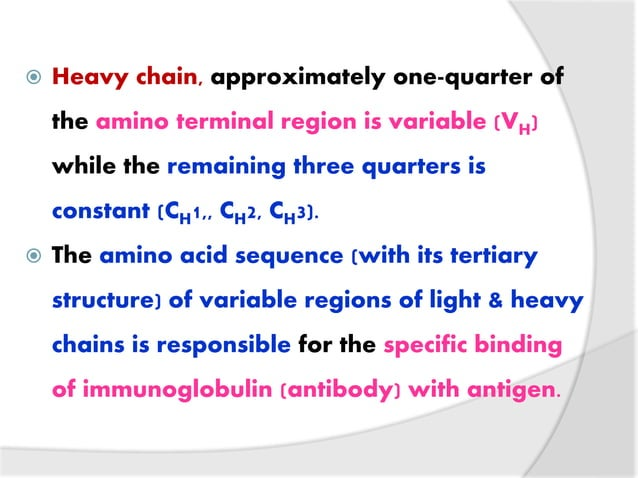 Heavy chain, approximately one-quarter of
the amino terminal region is variable (VH)
while the remaining three quarters is
constant (CH1,, CH2, CH3).
The amino acid sequence (with its tertiary
structure) of variable regions of light & heavy
chains is responsible for the specific binding
of immunoglobulin (antibody) with antigen.